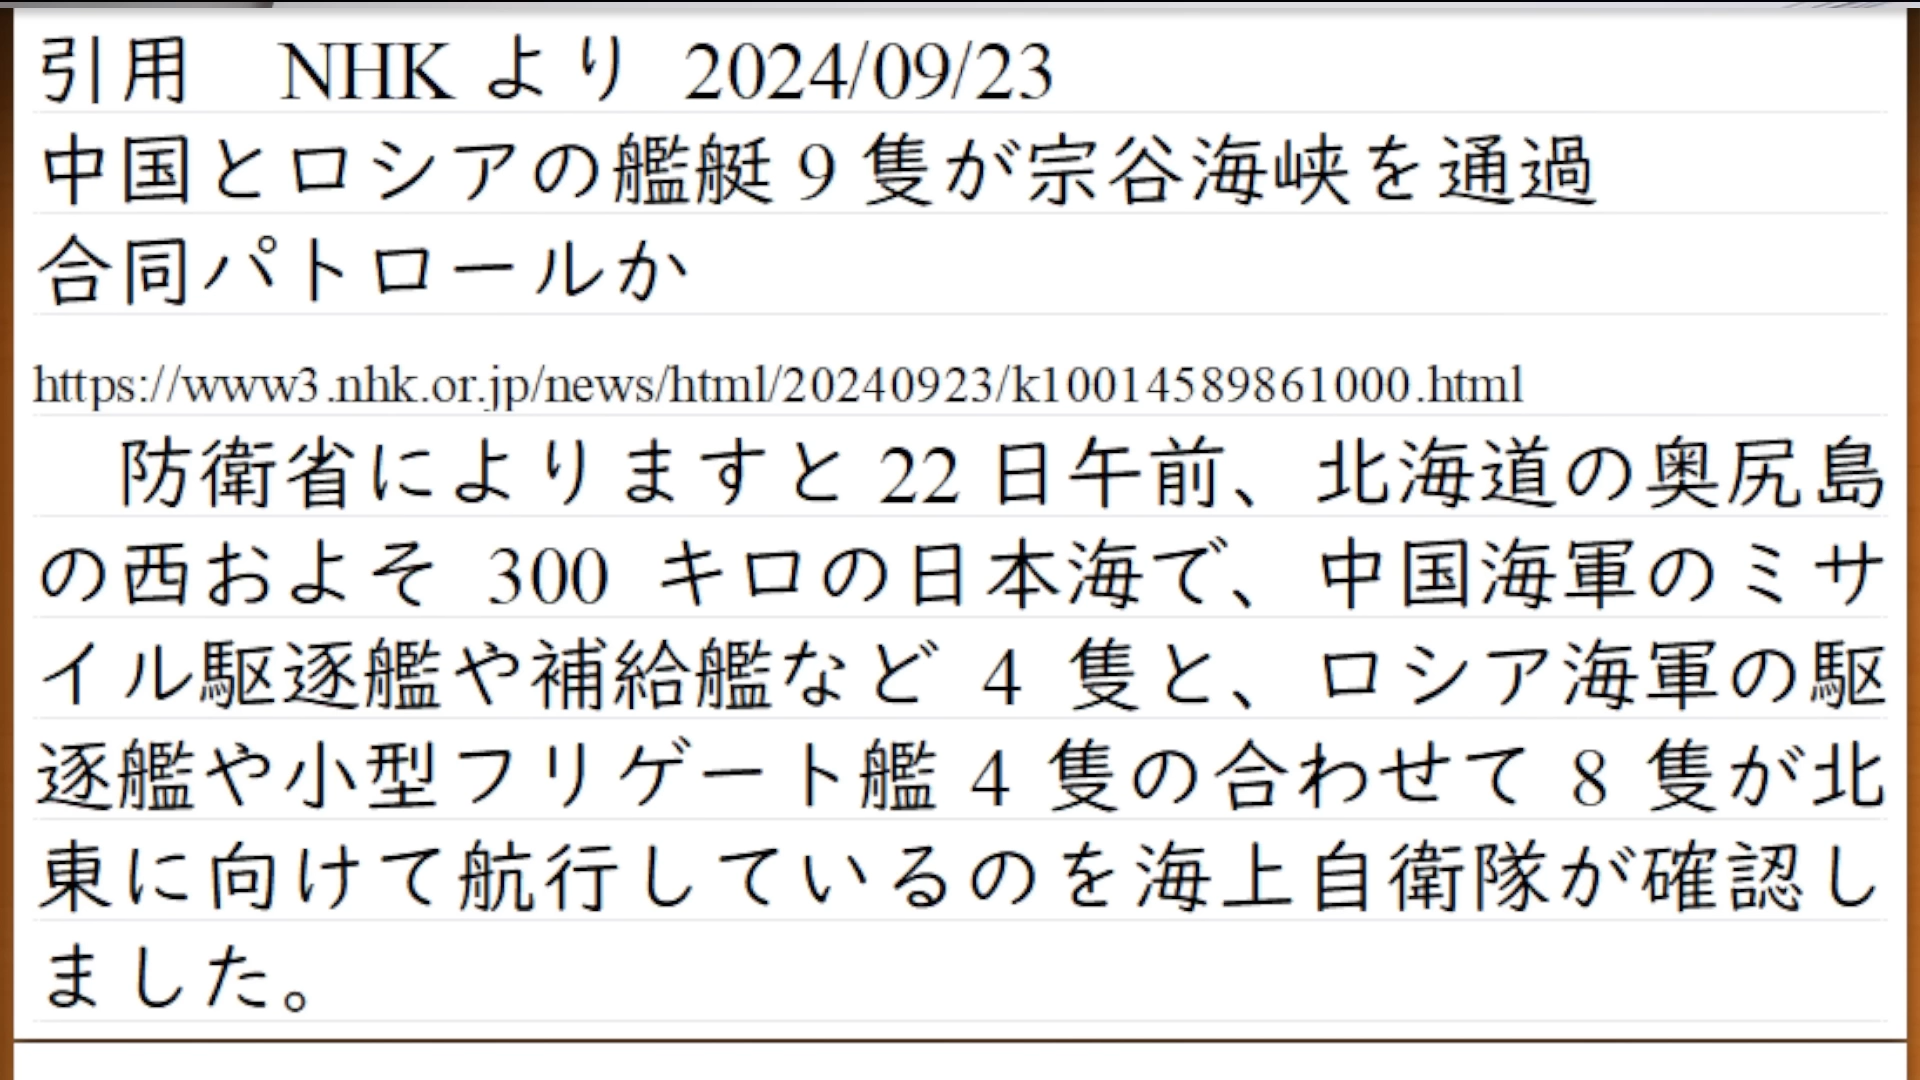 引用　NHKより 2024/09/23
中国とロシアの艦艇9隻が宗谷海峡を通過
合同パトロールか
https://www3.nhk.or.jp/news/html/20240923/k10014589861000.html
　防衛省によりますと22日午前、北海道の奥尻島
の西およそ 300 キロの日本海で、中国海軍のミサ
イル駆逐艦や補給艦など 4 隻と、ロシア海軍の駆
逐艦や小型フリゲート艦 4 隻の合わせて 8 隻が北
東に向けて航行しているのを海上自衛隊が確認し
ました。